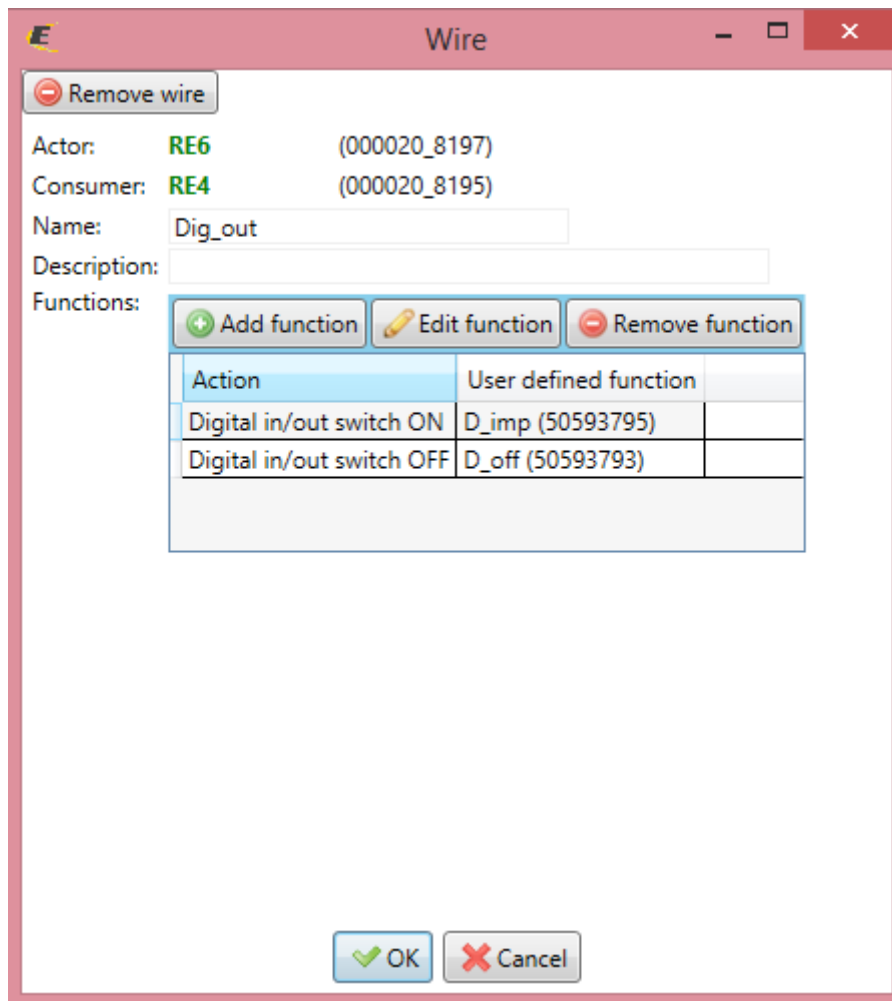 E
Wire
Remove wire
Actor: RE6 (000020_8197)
Consumer: RE4 (000020_8195)
Name: Dig_out
Description:
Functions:
Add function Edit function Remove function
Action User defined function
Digital in/out switch ON D_imp (50593795)
Digital in/out switch OFF D_off (50593793)
OK Cancel